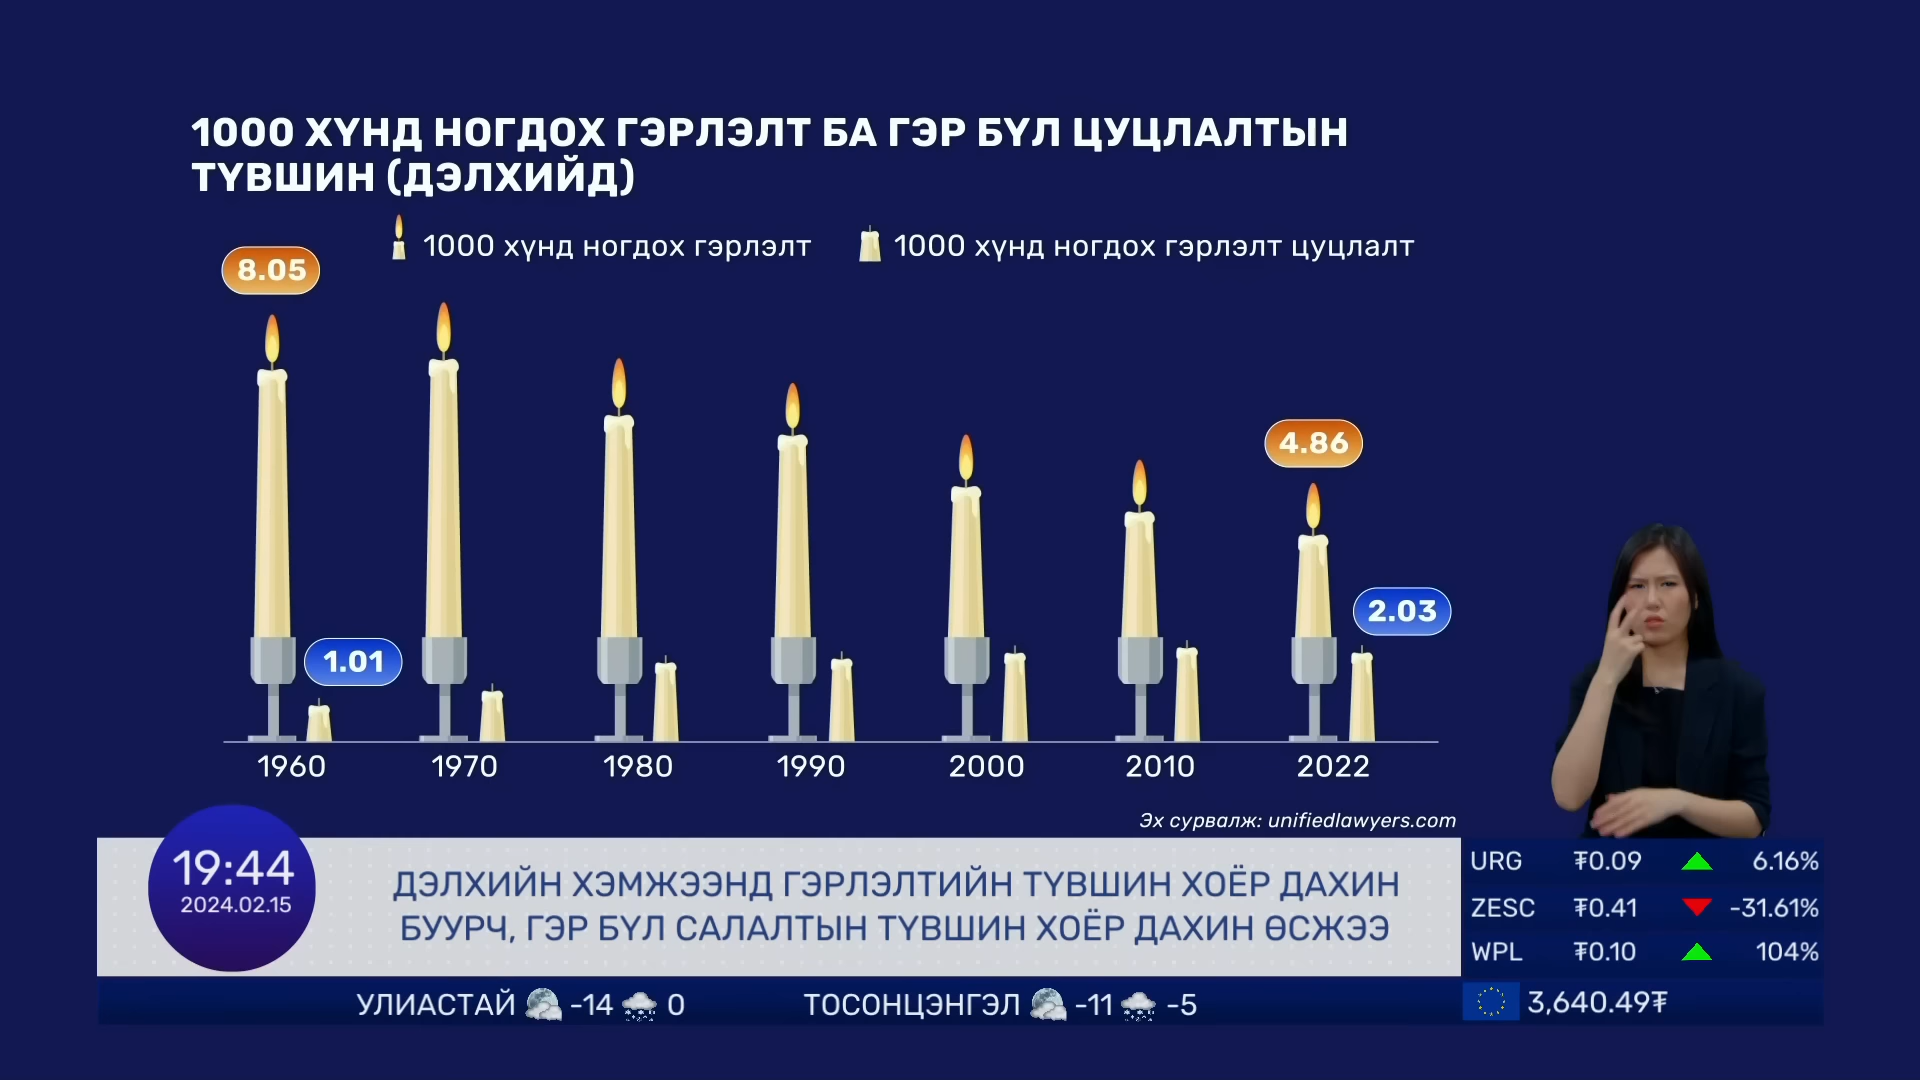 1000 ХҮНД НОГДОХ ГЭРЛЭЛТ БА ГЭР БҮЛ ЦУЦЛАЛТЫН
ТҮВШИН (ДЭЛХИЙД)
1000 хүнд ногдох гэрлэлт
1000 хүнд ногдох гэрлэлт цуцлалт
8.05
4.86
2.03
1.01
1960 1970 1980 1990 2000 2010 2022
Эх сурвалж: unifiedlawyers.com
19:44
2024.02.15
ДЭЛХИЙН ХЭМЖЭЭНД ГЭРЛЭЛТИЙН ТҮВШИН ХОЁР ДАХИН
БУУРЧ, ГЭР БҮЛ САЛАЛТЫН ТҮВШИН ХОЁР ДАХИН ӨСЖЭЭ
URG ₮0.09 6.16%
ZESC ₮0.41 -31.61%
WPL ₮0.10 104%
УЛИАСТАЙ -14 0 ТОСОНЦЭНГЭЛ -11 -5
3,640.49₮